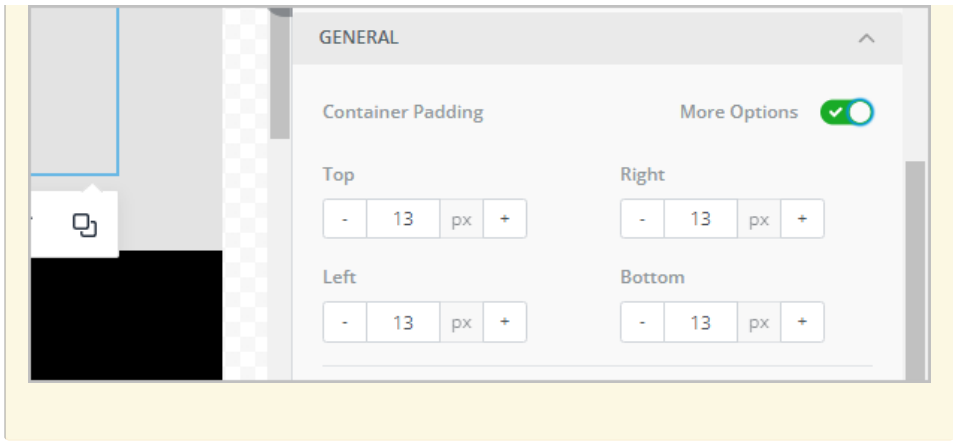 GENERAL
Container Padding More Options
Top Right
- 13 px + - 13 px +
Left Bottom
- 13 px + - 13 px +